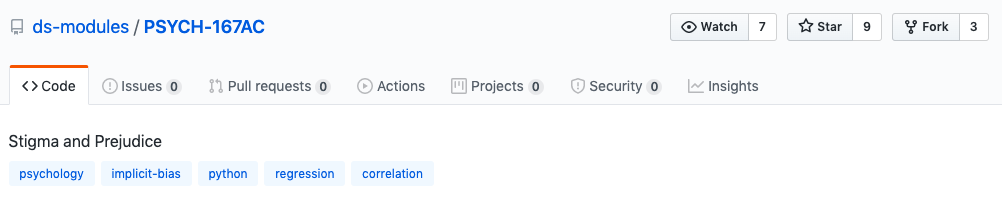 ds-modules / PSYCH-167AC Watch 7 Star 9 Fork 3
Code Issues 0 Pull requests 0 Actions Projects 0 Security 0 Insights
Stigma and Prejudice
psychology implicit-bias python regression correlation